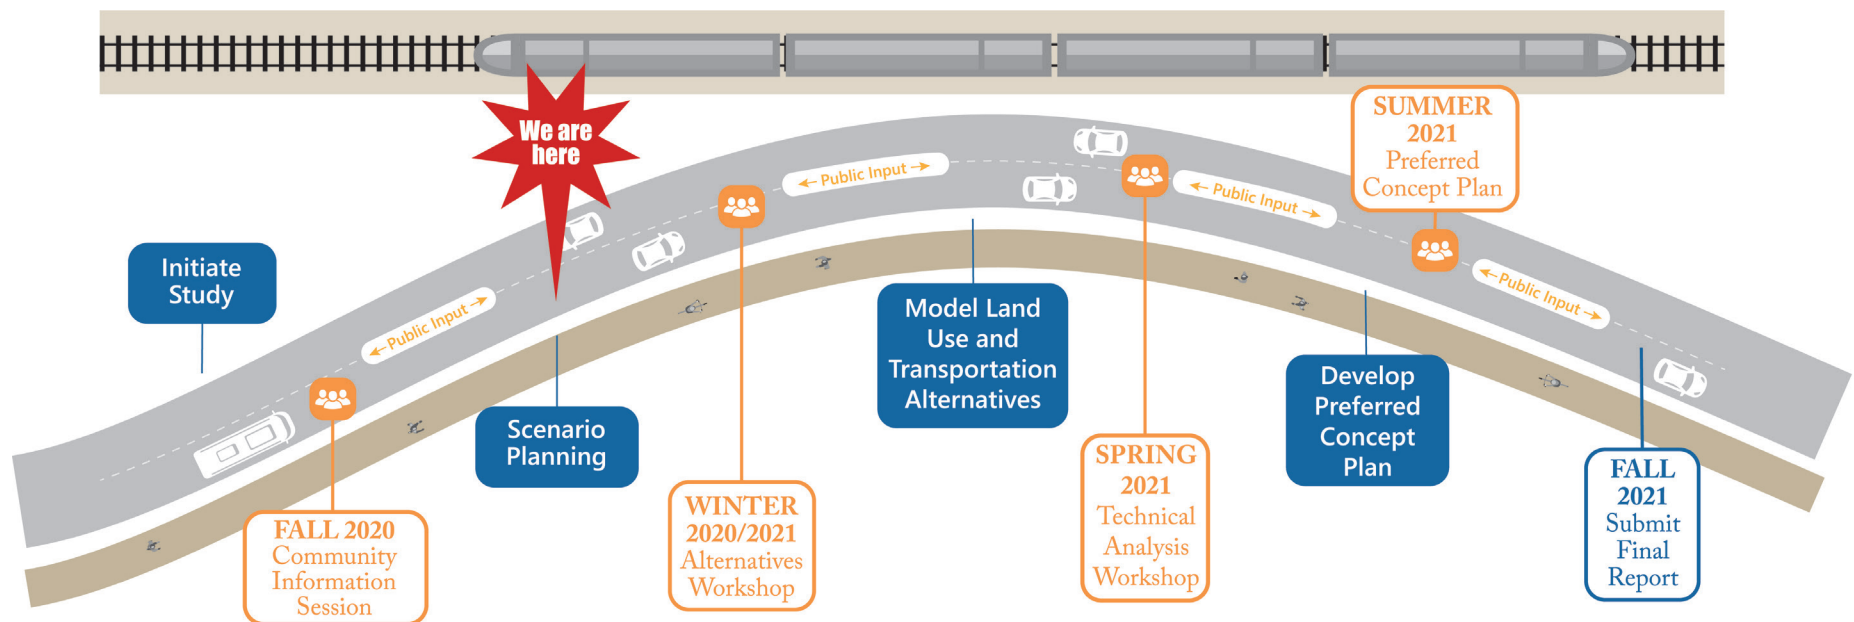 We are
here
SUMMER
2021
Preferred
Concept Plan
← Public Input →
← Public Input →
Initiate
Study
← Public Input →
← Public Input →
Model Land
Use and
Transportation
Alternatives
Develop
Preferred
Concept
Plan
Scenario
Planning
SPRING
2021
Technical
Analysis
Workshop
FALL
2021
Submit
Final
Report
WINTER
2020/2021
Alternatives
Workshop
FALL 2020
Community
Information
Session